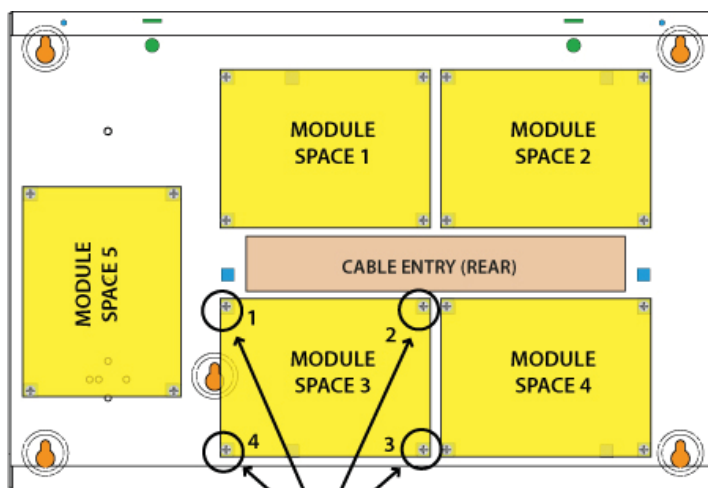 MODULE
SPACE 1
MODULE
SPACE 2
MODULE
SPACE 5
CABLE ENTRY (REAR)
1
2
MODULE
SPACE 3
MODULE
SPACE 4
4
3